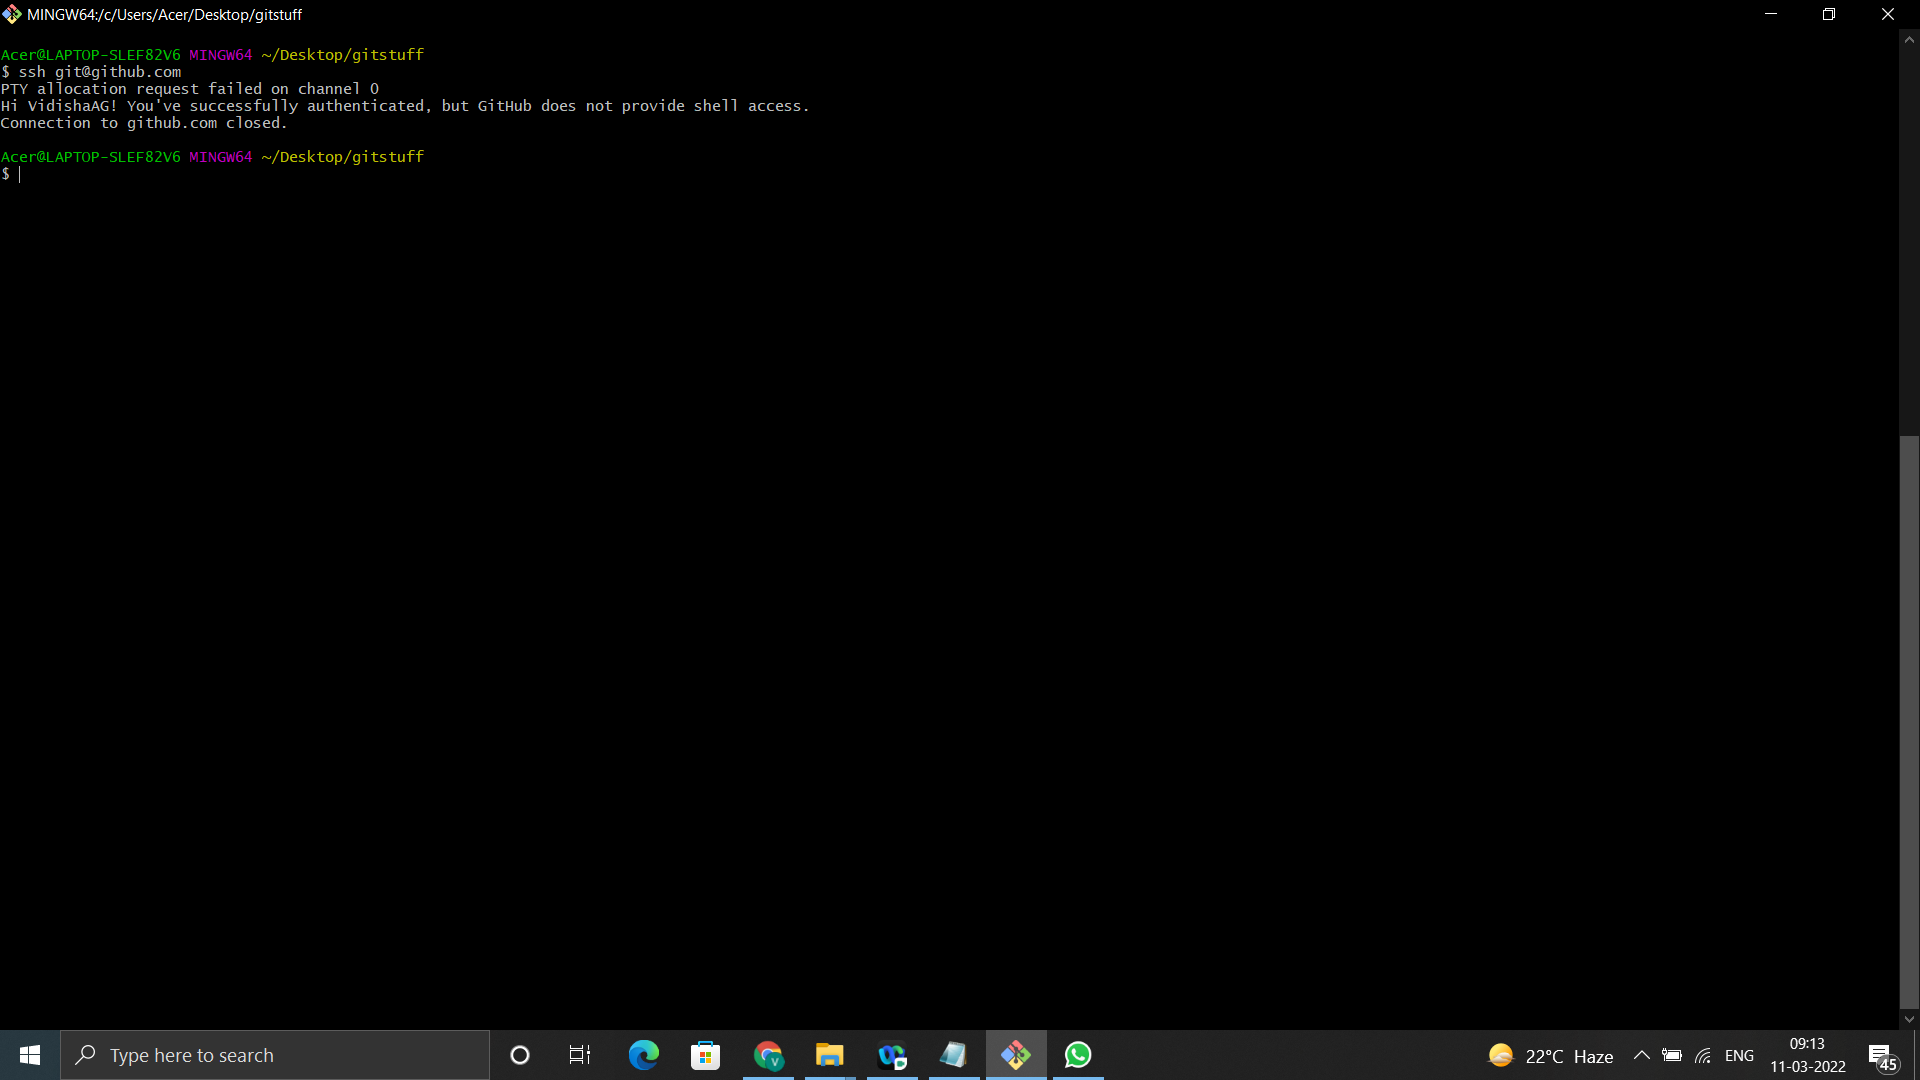 MINGW64:/c/Users/Acer/Desktop/gitstuff
Acer@LAPTOP-SLEF82V6 MINGW64 ~/Desktop/gitstuff
$ ssh git@github.com
PTY allocation request failed on channel 0
Hi VidishaAG! You've successfully authenticated, but GitHub does not provide shell access.
Connection to github.com closed.
Acer@LAPTOP-SLEF82V6 MINGW64 ~/Desktop/gitstuff
$
Type here to search
V
22°C Haze
ENG
09:13
11-03-2022
45